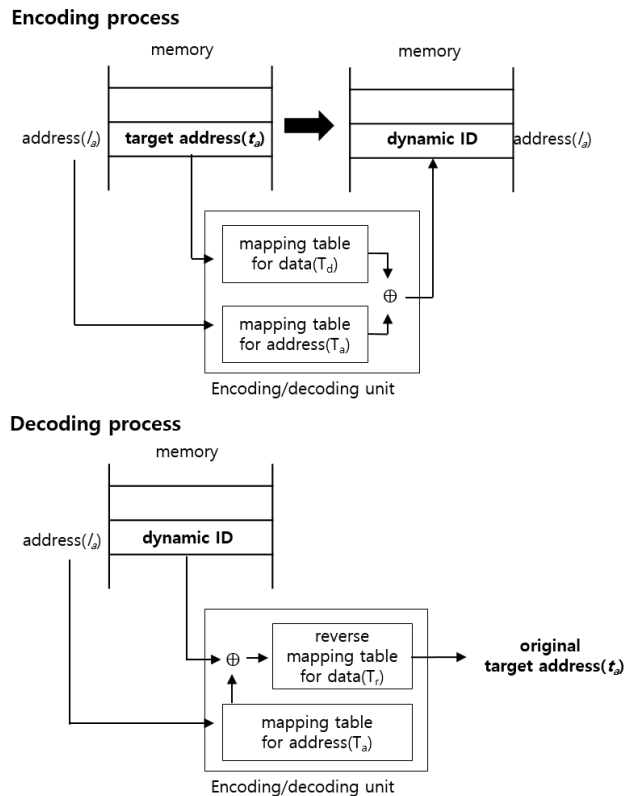 Encoding process
memory
memory
address(lₐ)
target address(tₐ)
dynamic ID
address(lₐ)
mapping table
for data(T_d)
⊕
mapping table
for address(Tₐ)
Encoding/decoding unit
Decoding process
memory
address(lₐ)
dynamic ID
⊕
reverse
mapping table
for data(Tᵣ)
original
target address(tₐ)
mapping table
for address(Tₐ)
Encoding/decoding unit